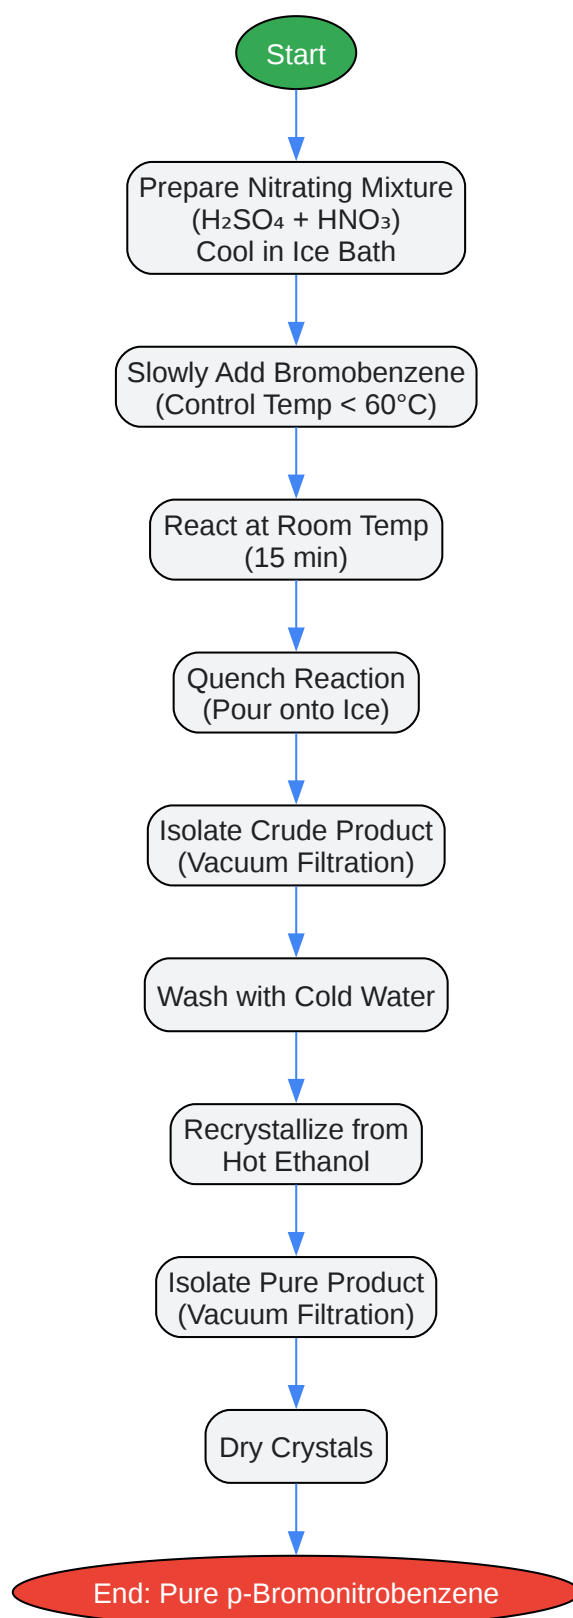 Start
Prepare Nitrating Mixture
(H₂SO₄ + HNO₃)
Cool in Ice Bath
Slowly Add Bromobenzene
(Control Temp < 60°C)
React at Room Temp
(15 min)
Quench Reaction
(Pour onto Ice)
Isolate Crude Product
(Vacuum Filtration)
Wash with Cold Water
Recrystallize from
Hot Ethanol
Isolate Pure Product
(Vacuum Filtration)
Dry Crystals
End: Pure p-Bromonitrobenzene